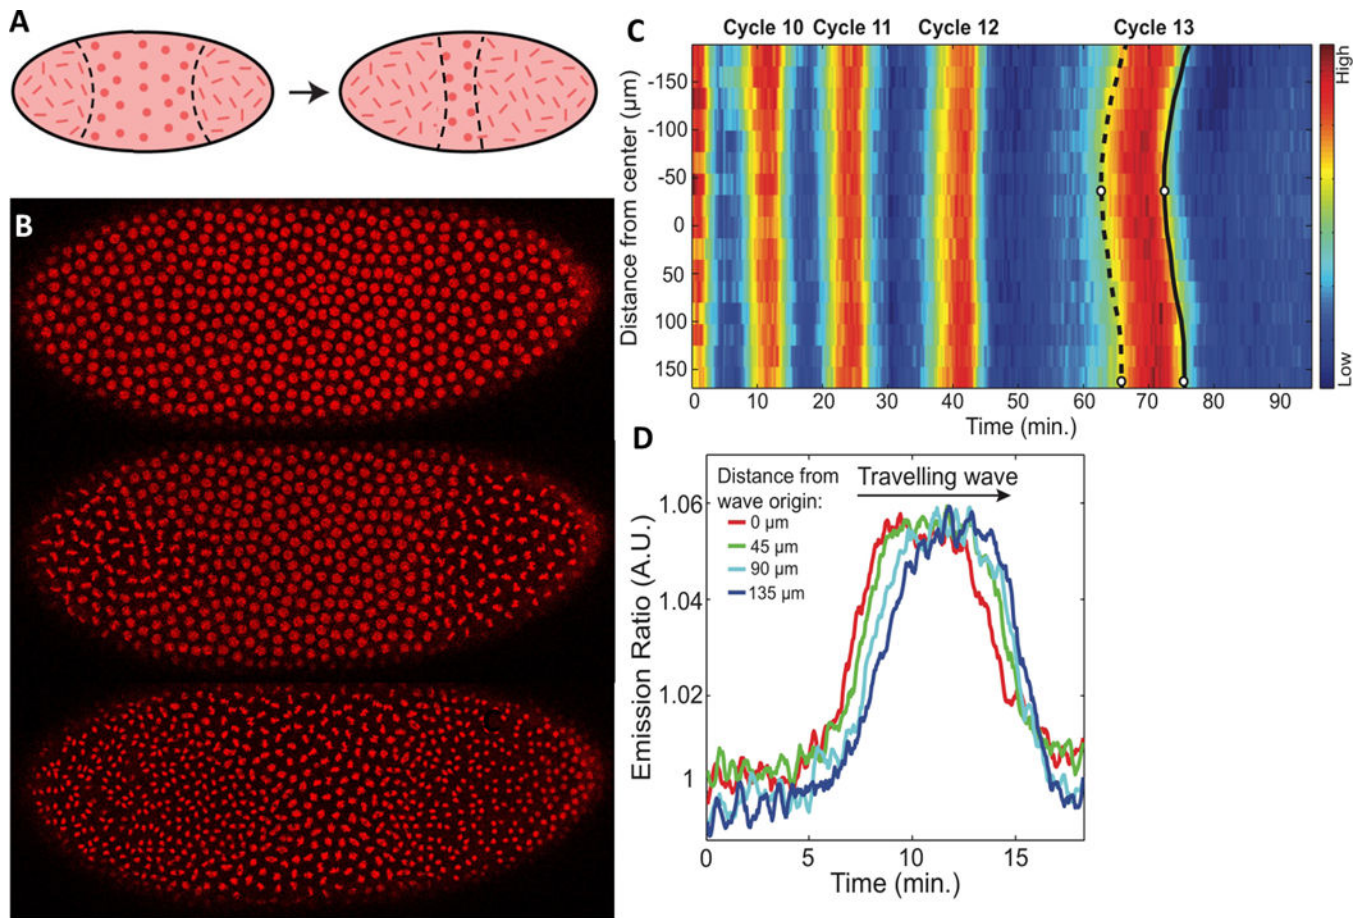 A
B
C
Cycle 10 Cycle 11 Cycle 12 Cycle 13
Distance from center (µm)
-150
-100
-50
0
50
100
150
0 10 20 30 40 50 60 70 80 90
Time (min.)
High
Low
D
Distance from
wave origin:
0 µm
45 µm
90 µm
135 µm
Travelling wave
Emission Ratio (A.U.)
1.06
1.04
1.02
1
0 5 10 15
Time (min.)
C